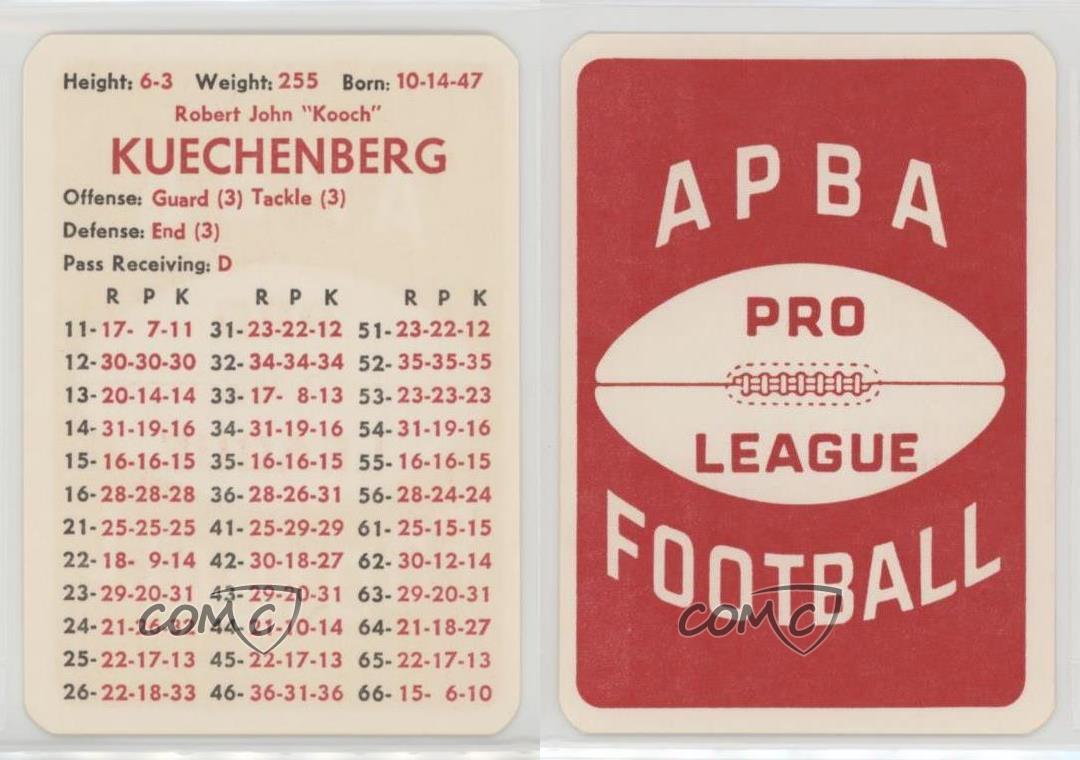 Height: 6-3 Weight: 255 Born: 10-14-47
Robert John "Kooch"
KUECHENBERG
Offense: Guard (3) Tackle (3)
Defense: End (3)
Pass Receiving: D
R P K R P K R P K
11- 17- 7-11 31- 23-22-12 51- 23-22-12
12- 30-30-30 32- 34-34-34 52- 35-35-35
13- 20-14-14 33- 17- 8-13 53- 23-23-23
14- 31-19-16 34- 31-19-16 54- 31-19-16
15- 16-16-15 35- 16-16-15 55- 16-16-15
16- 28-28-28 36- 28-26-31 56- 28-24-24
21- 25-25-25 41- 25-29-29 61- 25-15-15
22- 18- 9-14 42- 30-18-27 62- 30-12-14
23- 29-20-31 43- 29-20-31 63- 29-20-31
24- 21-26-32 44- 21-10-14 64- 21-18-27
25- 22-17-13 45- 22-17-13 65- 22-17-13
26- 22-18-33 46- 36-31-36 66- 15- 6-10
COMC
APBA
PRO
LEAGUE
FOOTBALL
COMC